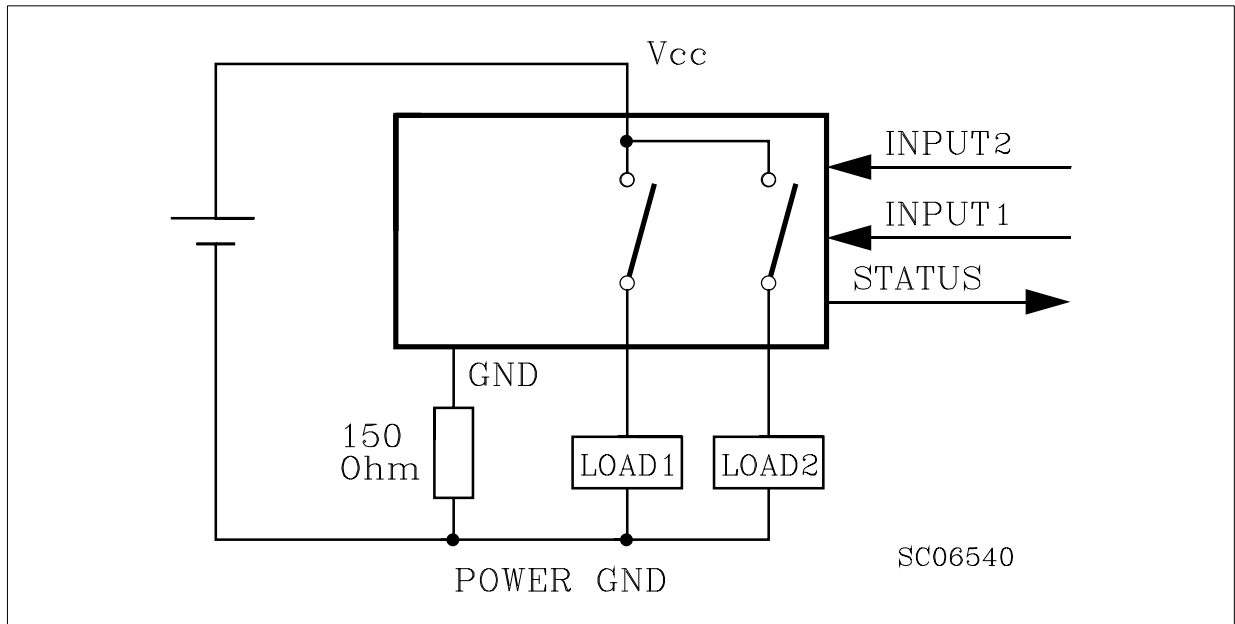 Vcc
INPUT2
INPUT1
STATUS
GND
150
Ohm
LOAD1
LOAD2
SC06540
POWER GND